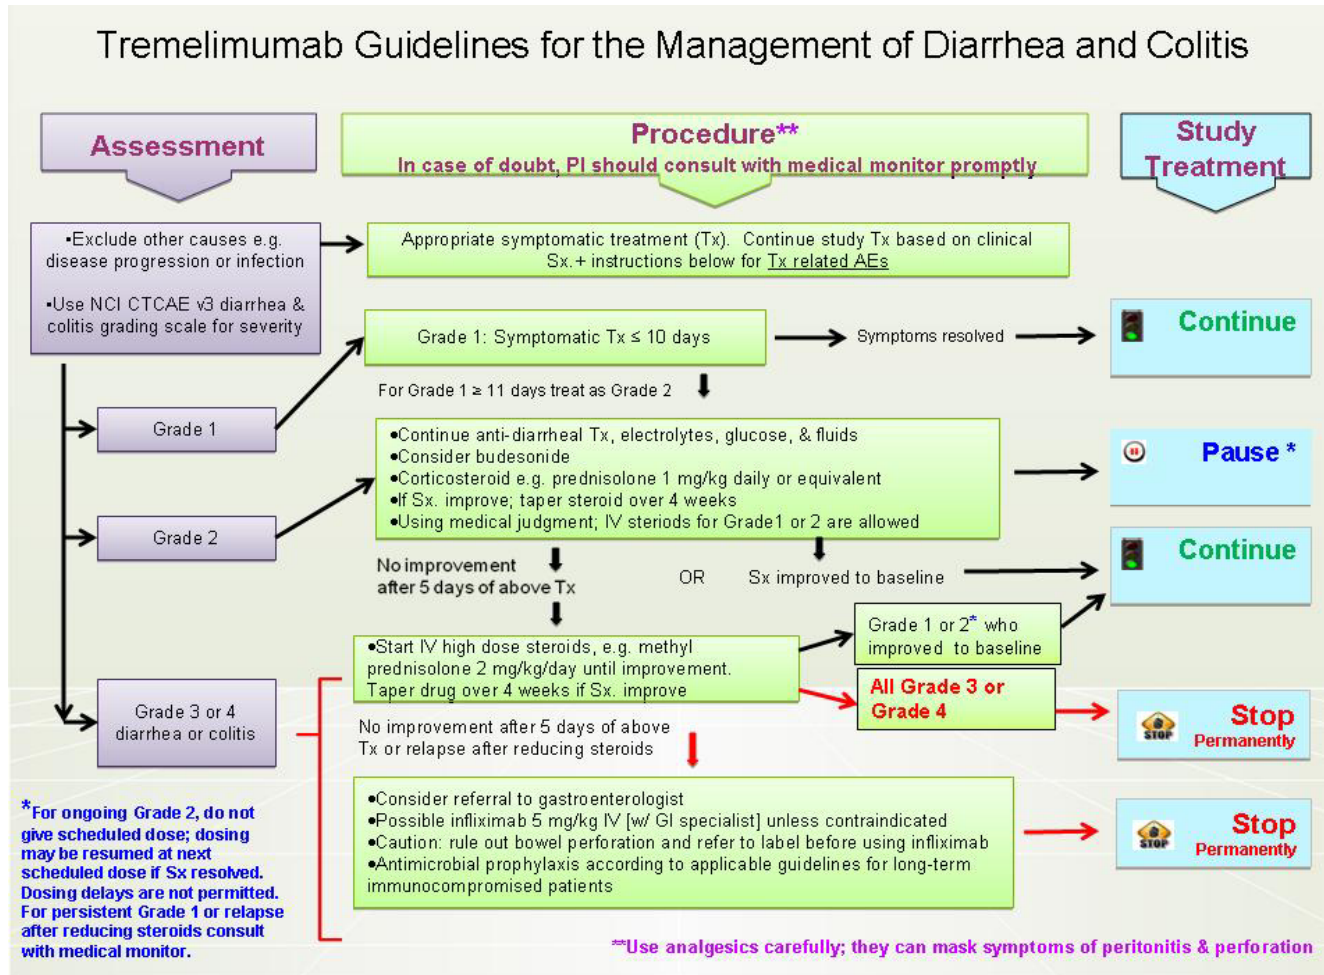 Tremelimumab Guidelines for the Management of Diarrhea and Colitis
Assessment
Procedure**
In case of doubt, PI should consult with medical monitor promptly
Study
Treatment
▪Exclude other causes e.g.
disease progression or infection
▪Use NCI CTCAE v3 diarrhea &
colitis grading scale for severity
Appropriate symptomatic treatment (Tx). Continue study Tx based on clinical
Sx.+ instructions below for Tx related AEs
Grade 1: Symptomatic Tx ≤ 10 days
Symptoms resolved
Continue
For Grade 1 ≥ 11 days treat as Grade 2
Grade 1
•Continue anti-diarrheal Tx, electrolytes, glucose, & fluids
•Consider budesonide
•Corticosteroid e.g. prednisolone 1 mg/kg daily or equivalent
•If Sx. improve; taper steroid over 4 weeks
•Using medical judgment; IV steriods for Grade1 or 2 are allowed
Pause *
Grade 2
No improvement
after 5 days of above Tx
OR
Sx improved to baseline
Continue
•Start IV high dose steroids, e.g. methyl
prednisolone 2 mg/kg/day until improvement.
Taper drug over 4 weeks if Sx. improve
Grade 1 or 2* who
improved to baseline
All Grade 3 or
Grade 4
STOP
Stop
Permanently
Grade 3 or 4
diarrhea or colitis
No improvement after 5 days of above
Tx or relapse after reducing steroids
•Consider referral to gastroenterologist
•Possible infliximab 5 mg/kg IV [w/ GI specialist] unless contraindicated
•Caution: rule out bowel perforation and refer to label before using infliximab
•Antimicrobial prophylaxis according to applicable guidelines for long-term
immunocompromised patients
STOP
Stop
Permanently
*For ongoing Grade 2, do not
give scheduled dose; dosing
may be resumed at next
scheduled dose if Sx resolved.
Dosing delays are not permitted.
For persistent Grade 1 or relapse
after reducing steroids consult
with medical monitor.
**Use analgesics carefully; they can mask symptoms of peritonitis & perforation